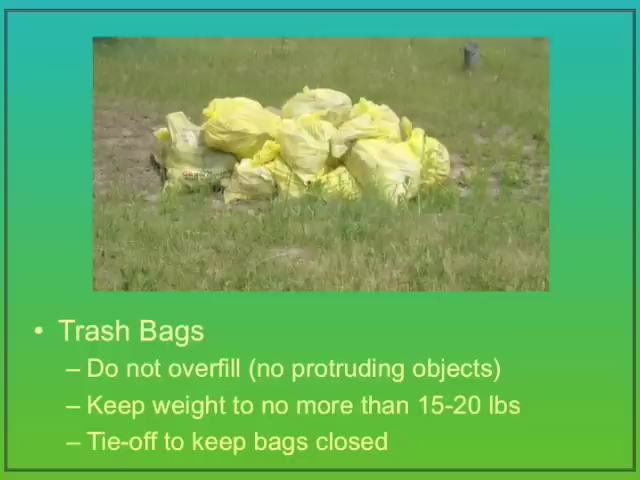 • Trash Bags
– Do not overfill (no protruding objects)
– Keep weight to no more than 15-20 lbs
– Tie-off to keep bags closed